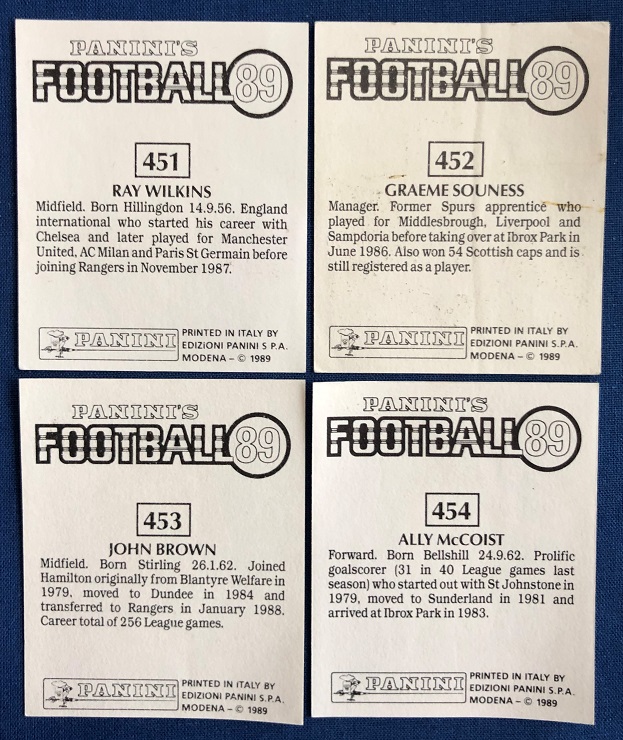 PANINI'S
FOOTBALL 89
451
RAY WILKINS
Midfield. Born Hillingdon 14.9.56. England
international who started his career with
Chelsea and later played for Manchester
United, AC Milan and Paris St Germain before
joining Rangers in November 1987.
PANINI
PRINTED IN ITALY BY
EDIZIONI PANINI S.P.A.
MODENA – © 1989
PANINI'S
FOOTBALL 89
452
GRAEME SOUNESS
Manager. Former Spurs apprentice who
played for Middlesbrough, Liverpool and
Sampdoria before taking over at Ibrox Park in
June 1986. Also won 54 Scottish caps and is
still registered as a player.
PANINI
PRINTED IN ITALY BY
EDIZIONI PANINI S.P.A.
MODENA – © 1989
PANINI'S
FOOTBALL 89
453
JOHN BROWN
Midfield. Born Stirling 26.1.62. Joined
Hamilton originally from Blantyre Welfare in
1979, moved to Dundee in 1984 and
transferred to Rangers in January 1988.
Career total of 256 League games.
PANINI
PRINTED IN ITALY BY
EDIZIONI PANINI S.P.A.
MODENA – © 1989
PANINI'S
FOOTBALL 89
454
ALLY McCOIST
Forward. Born Bellshill 24.9.62. Prolific
goalscorer (31 in 40 League games last
season) who started out with St Johnstone in
1979, moved to Sunderland in 1981 and
arrived at Ibrox Park in 1983.
PANINI
PRINTED IN ITALY BY
EDIZIONI PANINI S.P.A.
MODENA – © 1989